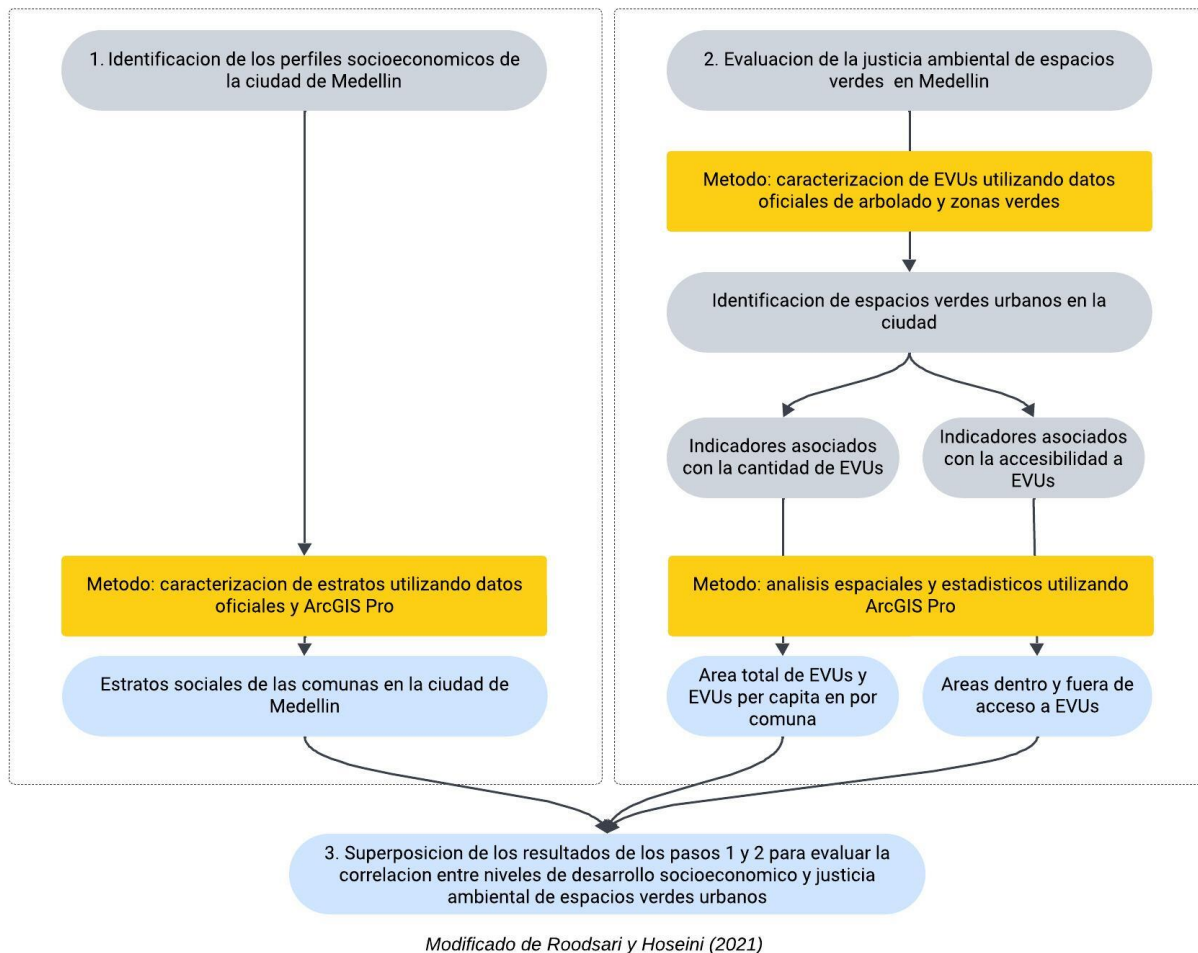 1. Identificacion de los perfiles socioeconomicos de
la ciudad de Medellin
2. Evaluacion de la justicia ambiental de espacios
verdes en Medellin
Metodo: caracterizacion de EVUs utilizando datos
oficiales de arbolado y zonas verdes
Identificacion de espacios verdes urbanos en la
ciudad
Indicadores asociados
con la cantidad de EVUs
Indicadores asociados
con la accesibilidad a
EVUs
Metodo: caracterizacion de estratos utilizando datos
oficiales y ArcGIS Pro
Metodo: analisis espaciales y estadisticos utilizando
ArcGIS Pro
Estratos sociales de las comunas en la ciudad de
Medellin
Area total de EVUs y
EVUs per capita en por
comuna
Areas dentro y fuera de
acceso a EVUs
3. Superposicion de los resultados de los pasos 1 y 2 para evaluar la
correlacion entre niveles de desarrollo socioeconomico y justicia
ambiental de espacios verdes urbanos
Modificado de Roodsari y Hoseini (2021)